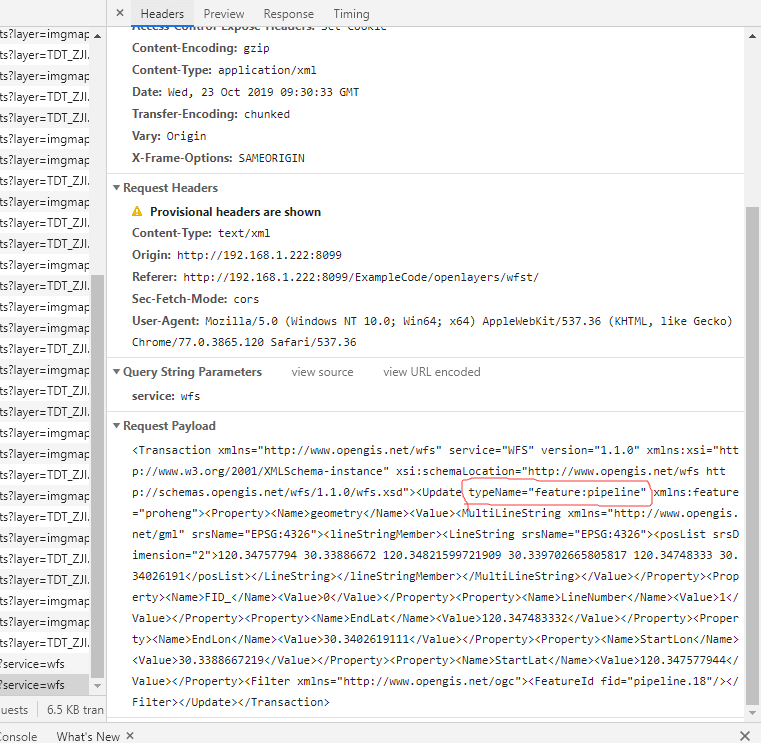 Headers Preview Response Timing
ts?layer=imgmap
ts?layer=TDT_ZJI.
ts?layer=imgmap
ts?layer=TDT_ZJI.
ts?layer=imgmap
ts?layer=TDT_ZJI.
ts?layer=imgmap
ts?layer=TDT_ZJI.
ts?layer=imgmap
ts?layer=TDT_ZJI.
ts?layer=imgmap
ts?layer=TDT_ZJI.
ts?layer=TDT_ZJI.
ts?layer=imgmap
ts?layer=imgmap
ts?layer=TDT_ZJI.
ts?layer=imgmap
ts?layer=TDT_ZJI.
ts?layer=TDT_ZJI.
ts?layer=imgmap
ts?layer=imgmap
ts?layer=TDT_ZJI.
ts?layer=imgmap
ts?layer=TDT_ZJI.
ts?layer=imgmap
ts?layer=TDT_ZJI.
ts?layer=TDT_ZJI.
ts?layer=imgmap
ts?layer=imgmap
ts?layer=TDT_ZJI.
?service=wfs
?service=wfs
uests 6.5 KB tran
Access-Control-Expose-Headers: Set-Cookie
Content-Encoding: gzip
Content-Type: application/xml
Date: Wed, 23 Oct 2019 09:30:33 GMT
Transfer-Encoding: chunked
Vary: Origin
X-Frame-Options: SAMEORIGIN
Request Headers
Provisional headers are shown
Content-Type: text/xml
Origin: http://192.168.1.222:8099
Referer: http://192.168.1.222:8099/ExampleCode/openlayers/wfst/
Sec-Fetch-Mode: cors
User-Agent: Mozilla/5.0 (Windows NT 10.0; Win64; x64) AppleWebKit/537.36 (KHTML, like Gecko)
Chrome/77.0.3865.120 Safari/537.36
Query String Parameters view source view URL encoded
service: wfs
Request Payload
<Transaction xmlns="http://www.opengis.net/wfs" service="WFS" version="1.1.0" xmlns:xsi="htt
p://www.w3.org/2001/XMLSchema-instance" xsi:schemaLocation="http://www.opengis.net/wfs htt
p://schemas.opengis.net/wfs/1.1.0/wfs.xsd"><Update typeName="feature:pipeline" xmlns:feature
="proheng"><Property><Name>geometry</Name><Value><MultiLineString xmlns="http://www.opengis.
net/gml" srsName="EPSG:4326"><lineStringMember><LineString srsName="EPSG:4326"><posList srsD
imension="2">120.34757794 30.33886672 120.34821599721909 30.339702665805817 120.34748333 30.
34026191</posList></LineString></lineStringMember></MultiLineString></Value></Property><Prop
erty><Name>FID_</Name><Value>0</Value></Property><Property><Name>LineNumber</Name><Value>1</
Value></Property><Property><Name>EndLat</Name><Value>120.347483332</Value></Property><Proper
ty><Name>EndLon</Name><Value>30.3402619111</Value></Property><Property><Name>StartLon</Name>
<Value>30.3388667219</Value></Property><Property><Name>StartLat</Name><Value>120.347577944</
Value></Property><Filter xmlns="http://www.opengis.net/ogc"><FeatureId fid="pipeline.18"/></
Filter></Update></Transaction>
Console What's New